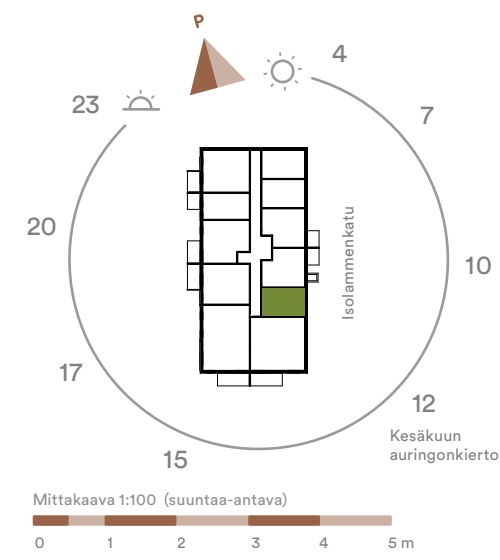 P
4
23
7
20
Isolammenkatu
10
17
12
Kesäkuun
auringonkierto
15
Mittakaava 1:100 (suuntaa-antava)
0 1 2 3 4 5 m